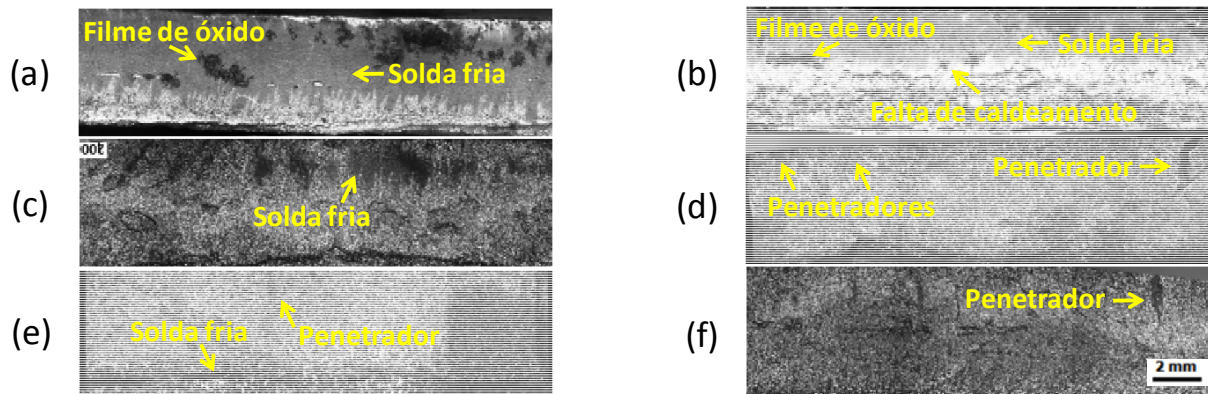 (a)
Filme de óxido
Solda fria
(b)
Filme de óxido
Solda fria
Falta de caldeamento
(c)
200
Solda fria
(d)
Penetrador
Penetradores
(e)
Solda fria
Penetrador
(f)
Penetrador
2 mm